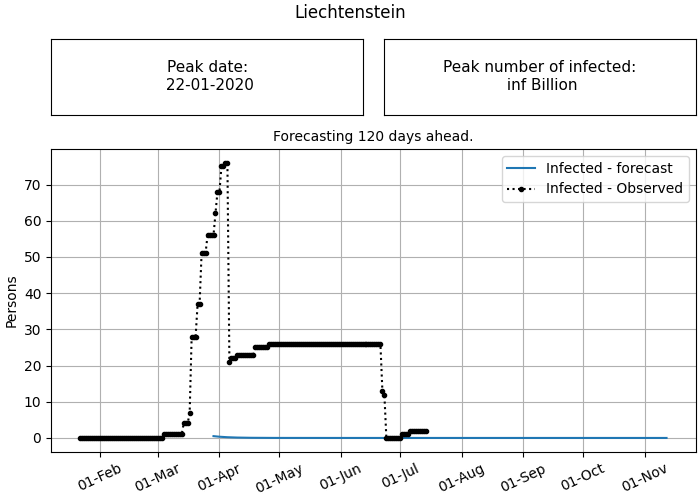 Liechtenstein
Peak date:
22-01-2020
Peak number of infected:
inf Billion
Forecasting 120 days ahead.
Infected - forecast
Infected - Observed
Persons
70
60
50
40
30
20
10
0
01-Feb
01-Mar
01-Apr
01-May
01-Jun
01-Jul
01-Aug
01-Sep
01-Oct
01-Nov